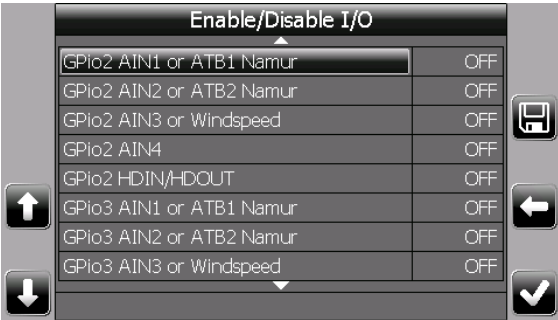 Enable/Disable I/O
GPio2 AIN1 or ATB1 Namur OFF
GPio2 AIN2 or ATB2 Namur OFF
GPio2 AIN3 or Windspeed OFF
GPio2 AIN4 OFF
GPio2 HDIN/HDOUT OFF
GPio3 AIN1 or ATB1 Namur OFF
GPio3 AIN2 or ATB2 Namur OFF
GPio3 AIN3 or Windspeed OFF